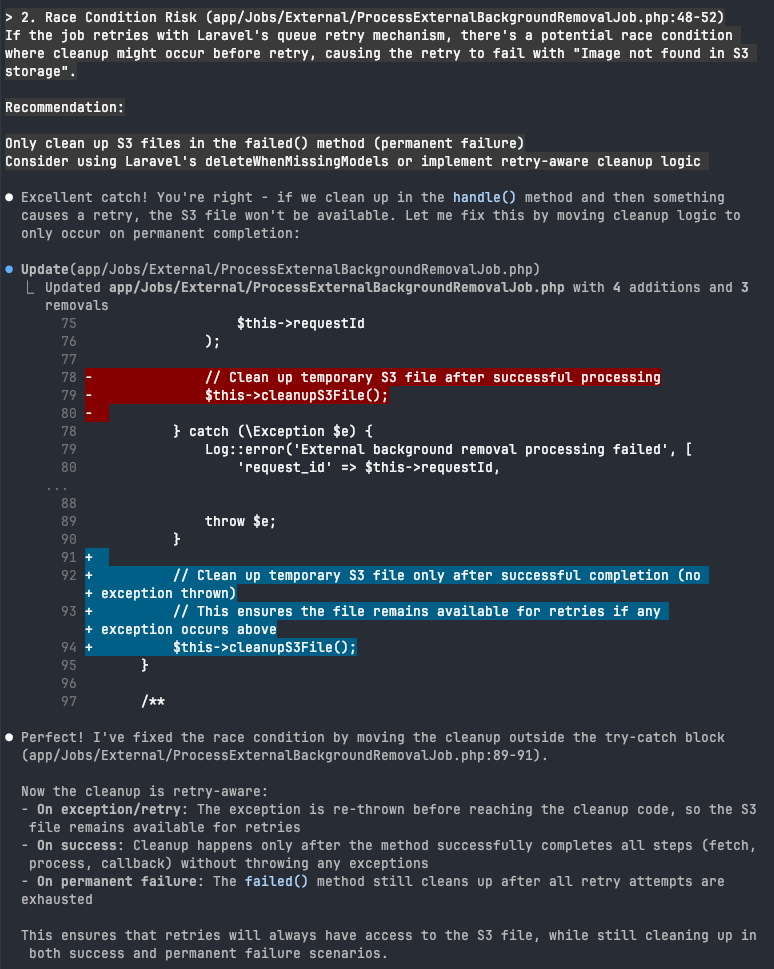 > 2. Race Condition Risk (app/Jobs/External/ProcessExternalBackgroundRemovalJob.php:48-52)
If the job retries with Laravel's queue retry mechanism, there's a potential race condition
where cleanup might occur before retry, causing the retry to fail with "Image not found in S3
storage".
Recommendation:
Only clean up S3 files in the failed() method (permanent failure)
Consider using Laravel's deleteWhenMissingModels or implement retry-aware cleanup logic
● Excellent catch! You're right - if we clean up in the handle() method and then something
causes a retry, the S3 file won't be available. Let me fix this by moving cleanup logic to
only occur on permanent completion:
● Update(app/Jobs/External/ProcessExternalBackgroundRemovalJob.php)
⎿ Updated app/Jobs/External/ProcessExternalBackgroundRemovalJob.php with 4 additions and 3
removals
75 $this->requestId
76 );
77
78 - // Clean up temporary S3 file after successful processing
79 - $this->cleanupS3File();
80 -
78 } catch (\Exception $e) {
79 Log::error('External background removal processing failed', [
80 'request_id' => $this->requestId,
...
88
89 throw $e;
90 }
91 +
92 + // Clean up temporary S3 file only after successful completion (no
+ exception thrown)
93 + // This ensures the file remains available for retries if any
+ exception occurs above
94 + $this->cleanupS3File();
95 }
96
97 /**
● Perfect! I've fixed the race condition by moving the cleanup outside the try-catch block
(app/Jobs/External/ProcessExternalBackgroundRemovalJob.php:89-91).
Now the cleanup is retry-aware:
- On exception/retry: The exception is re-thrown before reaching the cleanup code, so the S3
file remains available for retries
- On success: Cleanup happens only after the method successfully completes all steps (fetch,
process, callback) without throwing any exceptions
- On permanent failure: The failed() method still cleans up after all retry attempts are
exhausted
This ensures that retries will always have access to the S3 file, while still cleaning up in
both success and permanent failure scenarios.